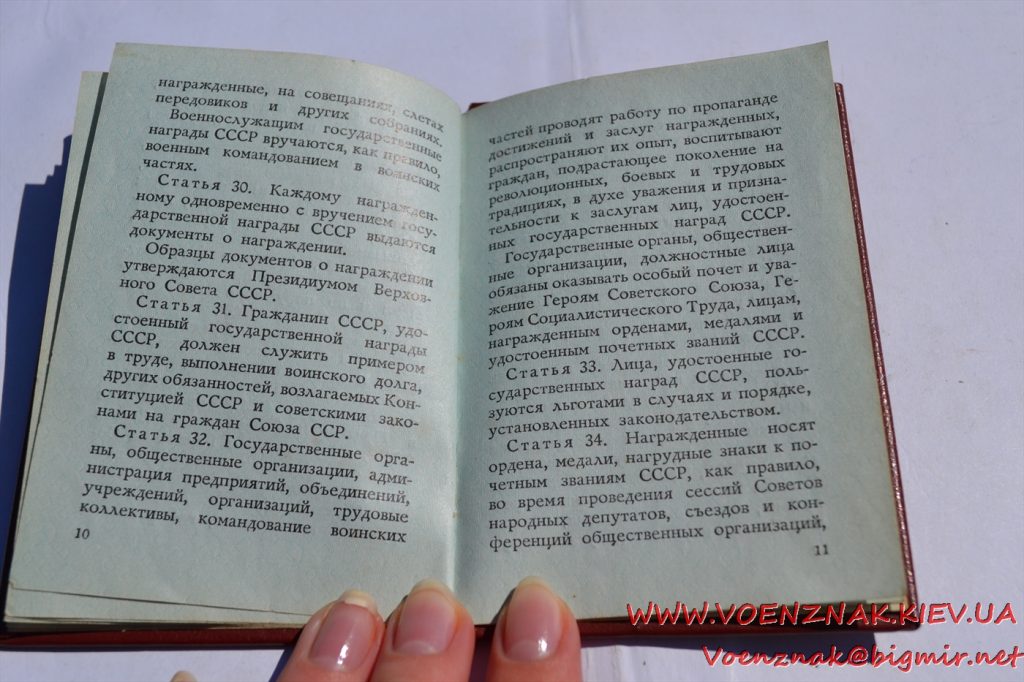 награжденные, на совещаниях, слетах
передовиков и других собраниях.
Военнослужащим государственные
награды СССР вручаются, как правило,
военным командованием в воинских
частях.
Статья 30. Каждому награжден-
ному одновременно с вручением госу-
дарственной награды СССР выдаются
документы о награждении.
Образцы документов о награждении
утверждаются Президиумом Верхов-
ного Совета СССР.
Статья 31. Гражданин СССР, удо-
стоенный государственной награды
СССР, должен служить примером
в труде, выполнении воинского долга,
других обязанностей, возлагаемых Кон-
ституцией СССР и советскими зако-
нами на граждан Союза ССР.
Статья 32. Государственные орга-
ны, общественные организации, адми-
нистрация предприятий, объединений,
учреждений, организаций, трудовые
коллективы, командование воинских
10
частей проводят работу по пропаганде
достижений и заслуг награжденных,
распространяют их опыт, воспитывают
граждан, подрастающее поколение на
революционных, боевых и трудовых
традициях, в духе уважения и призна-
тельности к заслугам лиц, удостоен-
ных государственных наград СССР.
Государственные органы, обществен-
ные организации, должностные лица
обязаны оказывать особый почет и ува-
жение Героям Советского Союза, Ге-
роям Социалистического Труда, лицам,
награжденным орденами, медалями и
удостоенным почетных званий СССР.
Статья 33. Лица, удостоенные го-
сударственных наград СССР, поль-
зуются льготами в случаях и порядке,
установленных законодательством.
Статья 34. Награжденные носят
ордена, медали, нагрудные знаки к по-
четным званиям СССР, как правило,
во время проведения сессий Советов
народных депутатов, съездов и кон-
ференций общественных организаций,
11
WWW.VOENZNAK.KIEV.UA
Voenznak@bigmir.net